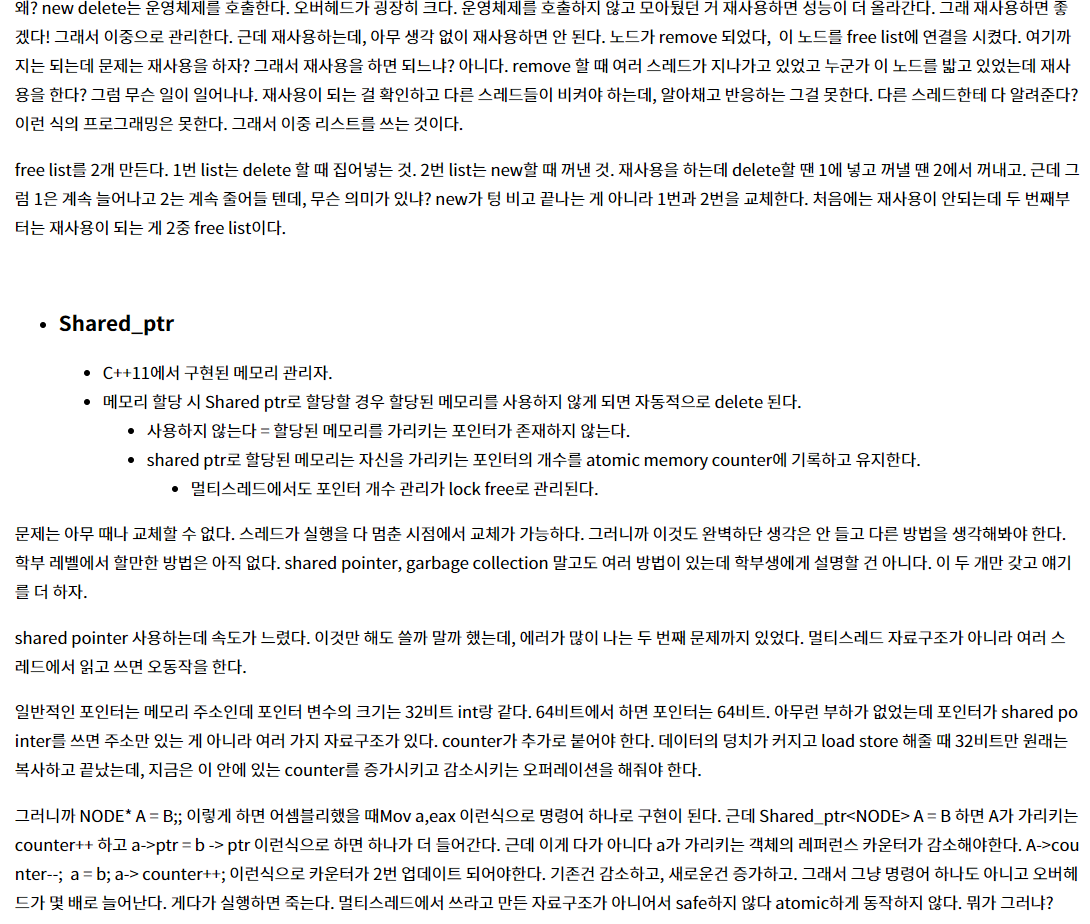 왜? new delete는 운영체제를 호출한다. 오버헤드가 굉장히 크다. 운영체제를 호출하지 않고 모아뒀던 거 재사용하면 성능이 더 올라간다. 그래 재사용하면 좋
겠다! 그래서 이중으로 관리한다. 근데 재사용하는데, 아무 생각 없이 재사용하면 안 된다. 노드가 remove 되었다, 이 노드를 free list에 연결을 시켰다. 여기까
지는 되는데 문제는 재사용을 하자? 그래서 재사용을 하면 되느냐? 아니다. remove 할 때 여러 스레드가 지나가고 있었고 누군가 이 노드를 밟고 있었는데 재사
용을 한다? 그럼 무슨 일이 일어나나. 재사용이 되는 걸 확인하고 다른 스레드들이 비켜야 하는데, 알아채고 반응하는 그걸 못한다. 다른 스레드한테 다 알려준다?
이런 식의 프로그래밍은 못한다. 그래서 이중 리스트를 쓰는 것이다.
free list를 2개 만든다. 1번 list는 delete 할 때 집어넣는 것. 2번 list는 new할 때 꺼낸 것. 재사용을 하는데 delete할 땐 1에 넣고 꺼낼 땐 2에서 꺼내고. 근데 그
럼 1은 계속 늘어나고 2는 계속 줄어들 텐데, 무슨 의미가 있냐? new가 텅 비고 끝나는 게 아니라 1번과 2번을 교체한다. 처음에는 재사용이 안되는데 두 번째부
터는 재사용이 되는 게 2중 free list이다.
• Shared_ptr
• C++11에서 구현된 메모리 관리자.
• 메모리 할당 시 Shared ptr로 할당할 경우 할당된 메모리를 사용하지 않게 되면 자동적으로 delete 된다.
• 사용하지 않는다 = 할당된 메모리를 가리키는 포인터가 존재하지 않는다.
• shared ptr로 할당된 메모리는 자신을 가리키는 포인터의 개수를 atomic memory counter에 기록하고 유지한다.
• 멀티스레드에서도 포인터 개수 관리가 lock free로 관리된다.
문제는 아무 때나 교체할 수 없다. 스레드가 실행을 다 멈춘 시점에서 교체가 가능하다. 그러니까 이것도 완벽하단 생각은 안 들고 다른 방법을 생각해봐야 한다.
학부 레벨에서 할만한 방법은 아직 없다. shared pointer, garbage collection 말고도 여러 방법이 있는데 학부생에게 설명할 건 아니다. 이 두 개만 갖고 얘기
를 더 하자.
shared pointer 사용하는데 속도가 느렸다. 이것만 해도 쓸까 말까 했는데, 에러가 많이 나는 두 번째 문제까지 있었다. 멀티스레드 자료구조가 아니라 여러 스
레드에서 읽고 쓰면 오동작을 한다.
일반적인 포인터는 메모리 주소인데 포인터 변수의 크기는 32비트 int랑 같다. 64비트에서 하면 포인터는 64비트. 아무런 부하가 없었는데 포인터가 shared po
inter를 쓰면 주소만 있는 게 아니라 여러 가지 자료구조가 있다. counter가 추가로 붙어야 한다. 데이터의 덩치가 커지고 load store 해줄 때 32비트만 원래는
복사하고 끝났는데, 지금은 이 안에 있는 counter를 증가시키고 감소시키는 오퍼레이션을 해줘야 한다.
그러니까 NODE* A = B;; 이렇게 하면 어셈블리했을 때Mov a,eax 이런식으로 명령어 하나로 구현이 된다. 근데 Shared_ptr<NODE> A = B 하면 A가 가리키는
counter++ 하고 a->ptr = b -> ptr 이런식으로 하면 하나가 더 들어간다. 근데 이게 다가 아니다 a가 가리키는 객체의 레퍼런스 카운터가 감소해야한다. A->cou
nter--; a = b; a-> counter++; 이런식으로 카운터가 2번 업데이트 되어야한다. 기존건 감소하고, 새로운건 증가하고. 그래서 그냥 명령어 하나도 아니고 오버헤
드가 몇 배로 늘어난다. 게다가 실행하면 죽는다. 멀티스레드에서 쓰라고 만든 자료구조가 아니어서 safe하지 않다 atomic하게 동작하지 않다. 뭐가 그러냐?